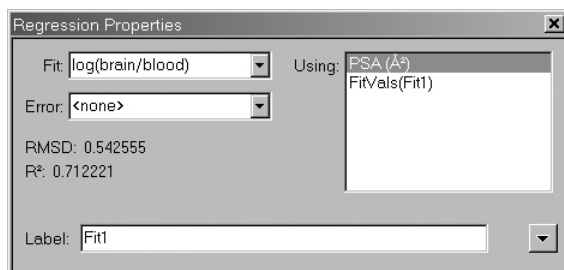 Regression Properties
Fit: log(brain/blood)
Using: PSA (Å²)
FitVals(Fit1)
Error: <none>
RMSD: 0.542555
R²: 0.712221
Label: Fit1